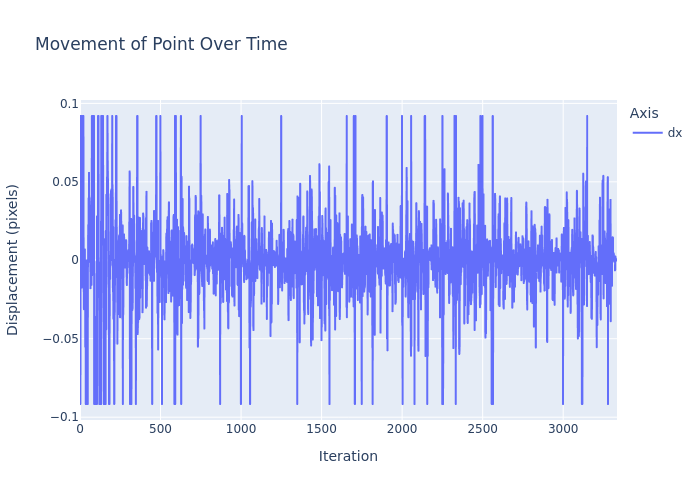 Movement of Point Over Time
Displacement (pixels)
0.1
0.05
0
−0.05
−0.1
0
500
1000
1500
2000
2500
3000
Iteration
Axis
dx